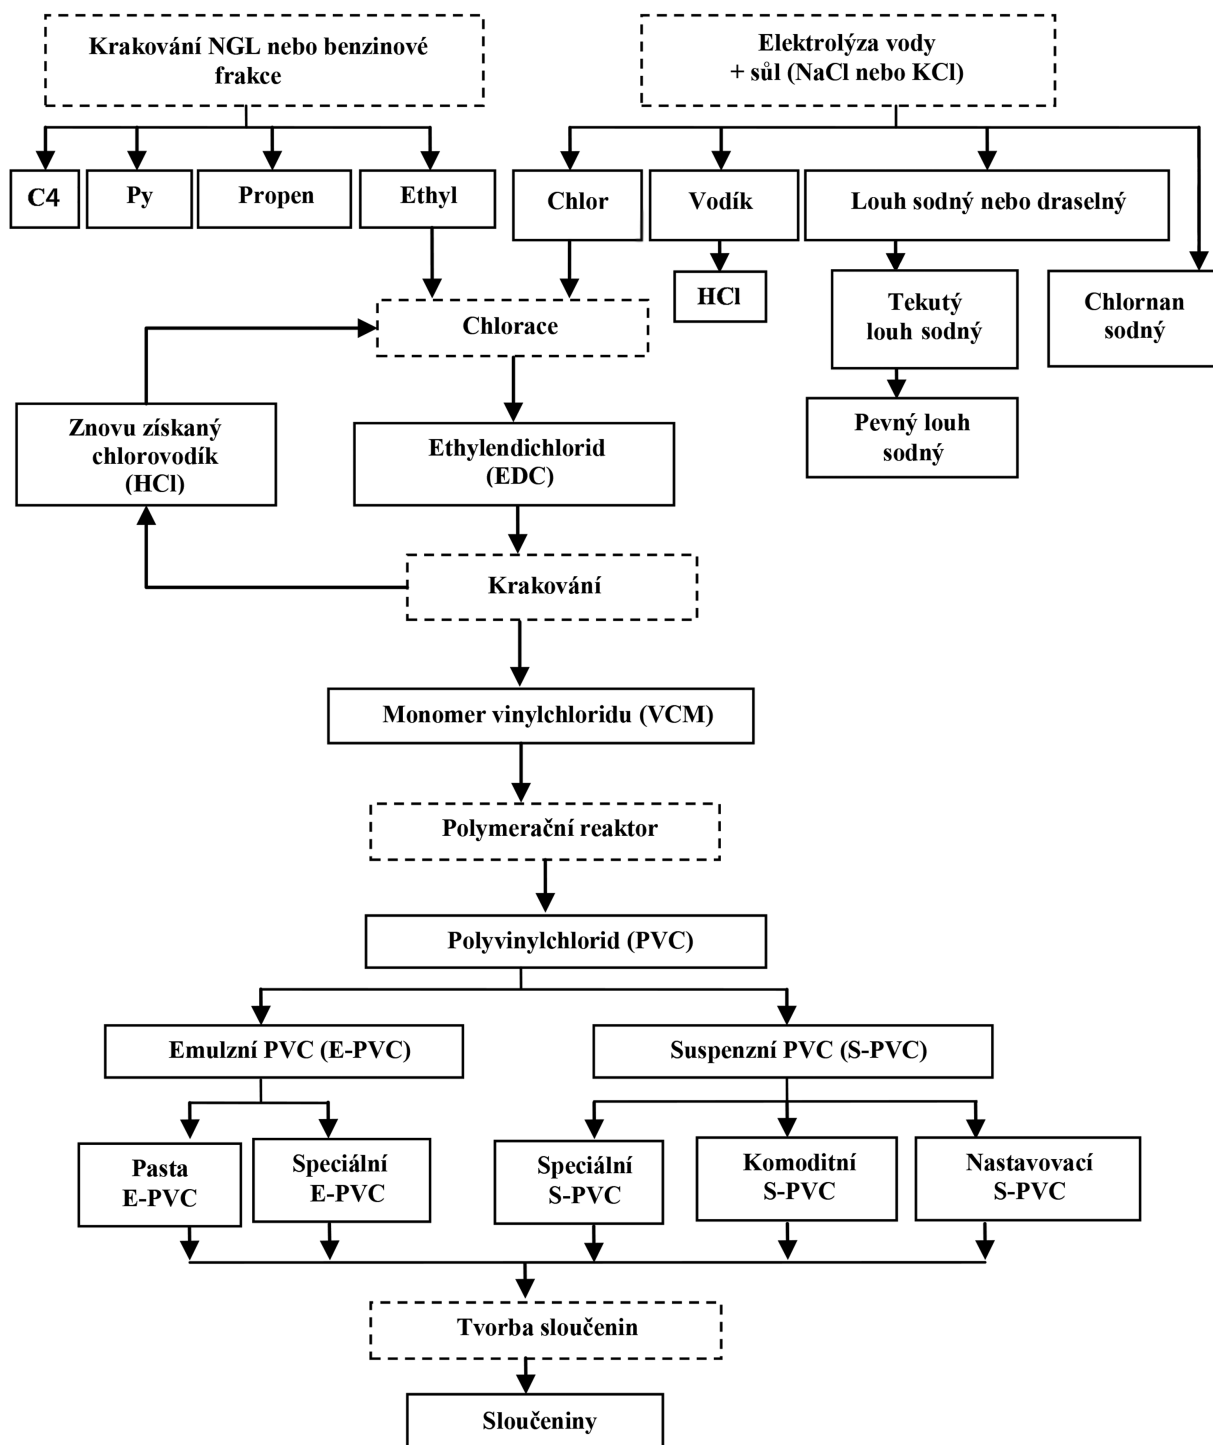 Krakování NGL nebo benzinové
frakce
Elektrolýza vody
+ sůl (NaCl nebo KCl)
C4
Py
Propen
Ethyl
Chlor
Vodík
Louh sodný nebo draselný
HCl
Tekutý
louh sodný
Chlornan
sodný
Chlorace
Pevný louh
sodný
Znovu získaný
chlorovodík
(HCl)
Ethylendichlorid
(EDC)
Krakování
Monomer vinylchloridu (VCM)
Polymerační reaktor
Polyvinylchlorid (PVC)
Emulzní PVC (E-PVC)
Suspenzní PVC (S-PVC)
Pasta
E-PVC
Speciální
E-PVC
Speciální
S-PVC
Komoditní
S-PVC
Nastavovací
S-PVC
Tvorba sloučenin
Sloučeniny